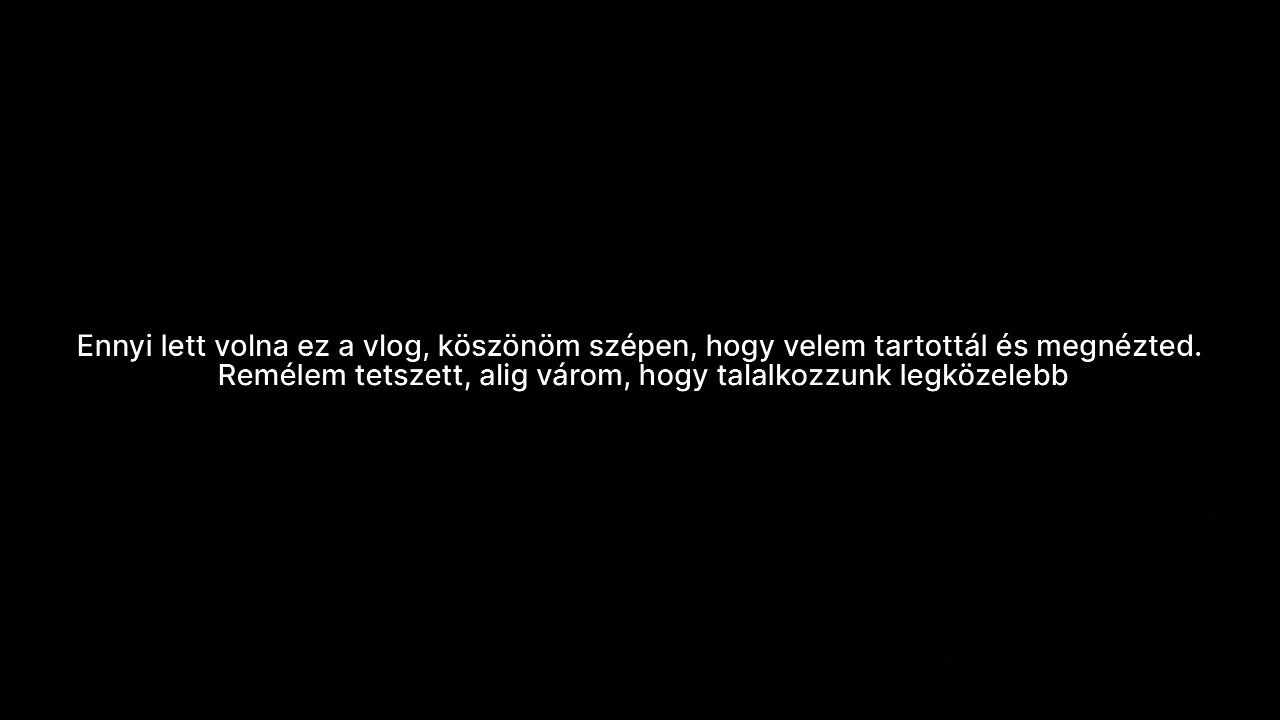 Ennyi lett volna ez a vlog, köszönöm szépen, hogy velem tartottál és megnézted.
Remélem tetszett, alig várom, hogy talalkozzunk legközelebb